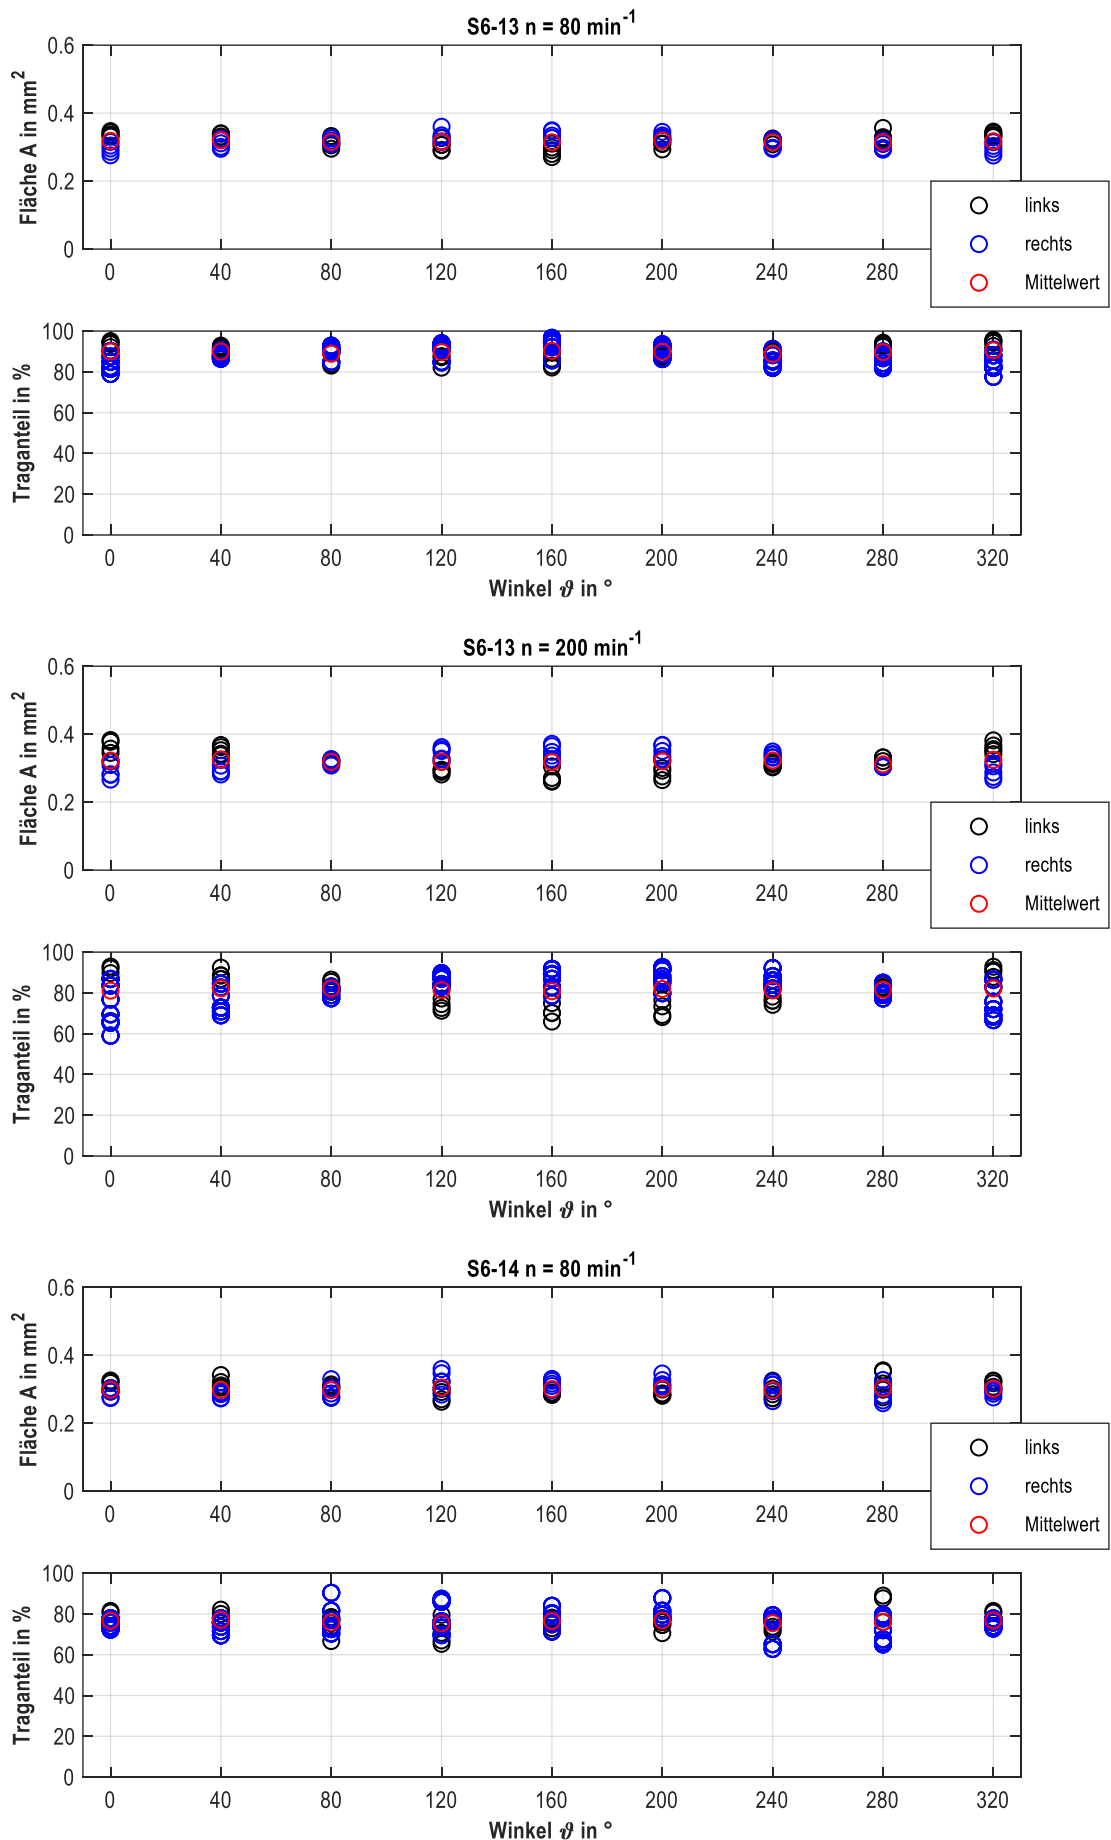 S6-13 n = 80 min-1
Fläche A in mm2
0.6
0.4
0.2
0
0 40 80 120 160 200 240 280
links
rechts
Mittelwert
Traganteil in %
100
80
60
40
20
0
0 40 80 120 160 200 240 280 320
Winkel ϑ in °
S6-13 n = 200 min-1
Fläche A in mm2
0.6
0.4
0.2
0
0 40 80 120 160 200 240 280
links
rechts
Mittelwert
Traganteil in %
100
80
60
40
20
0
0 40 80 120 160 200 240 280 320
Winkel ϑ in °
S6-14 n = 80 min-1
Fläche A in mm2
0.6
0.4
0.2
0
0 40 80 120 160 200 240 280
links
rechts
Mittelwert
Traganteil in %
100
80
60
40
20
0
0 40 80 120 160 200 240 280 320
Winkel ϑ in °